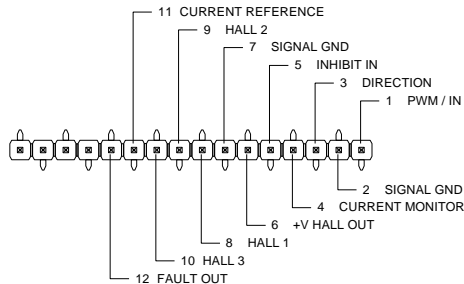 11 CURRENT REFERENCE
9 HALL 2
7 SIGNAL GND
5 INHIBIT IN
3 DIRECTION
1 PWM / IN
2 SIGNAL GND
4 CURRENT MONITOR
6 +V HALL OUT
8 HALL 1
10 HALL 3
12 FAULT OUT